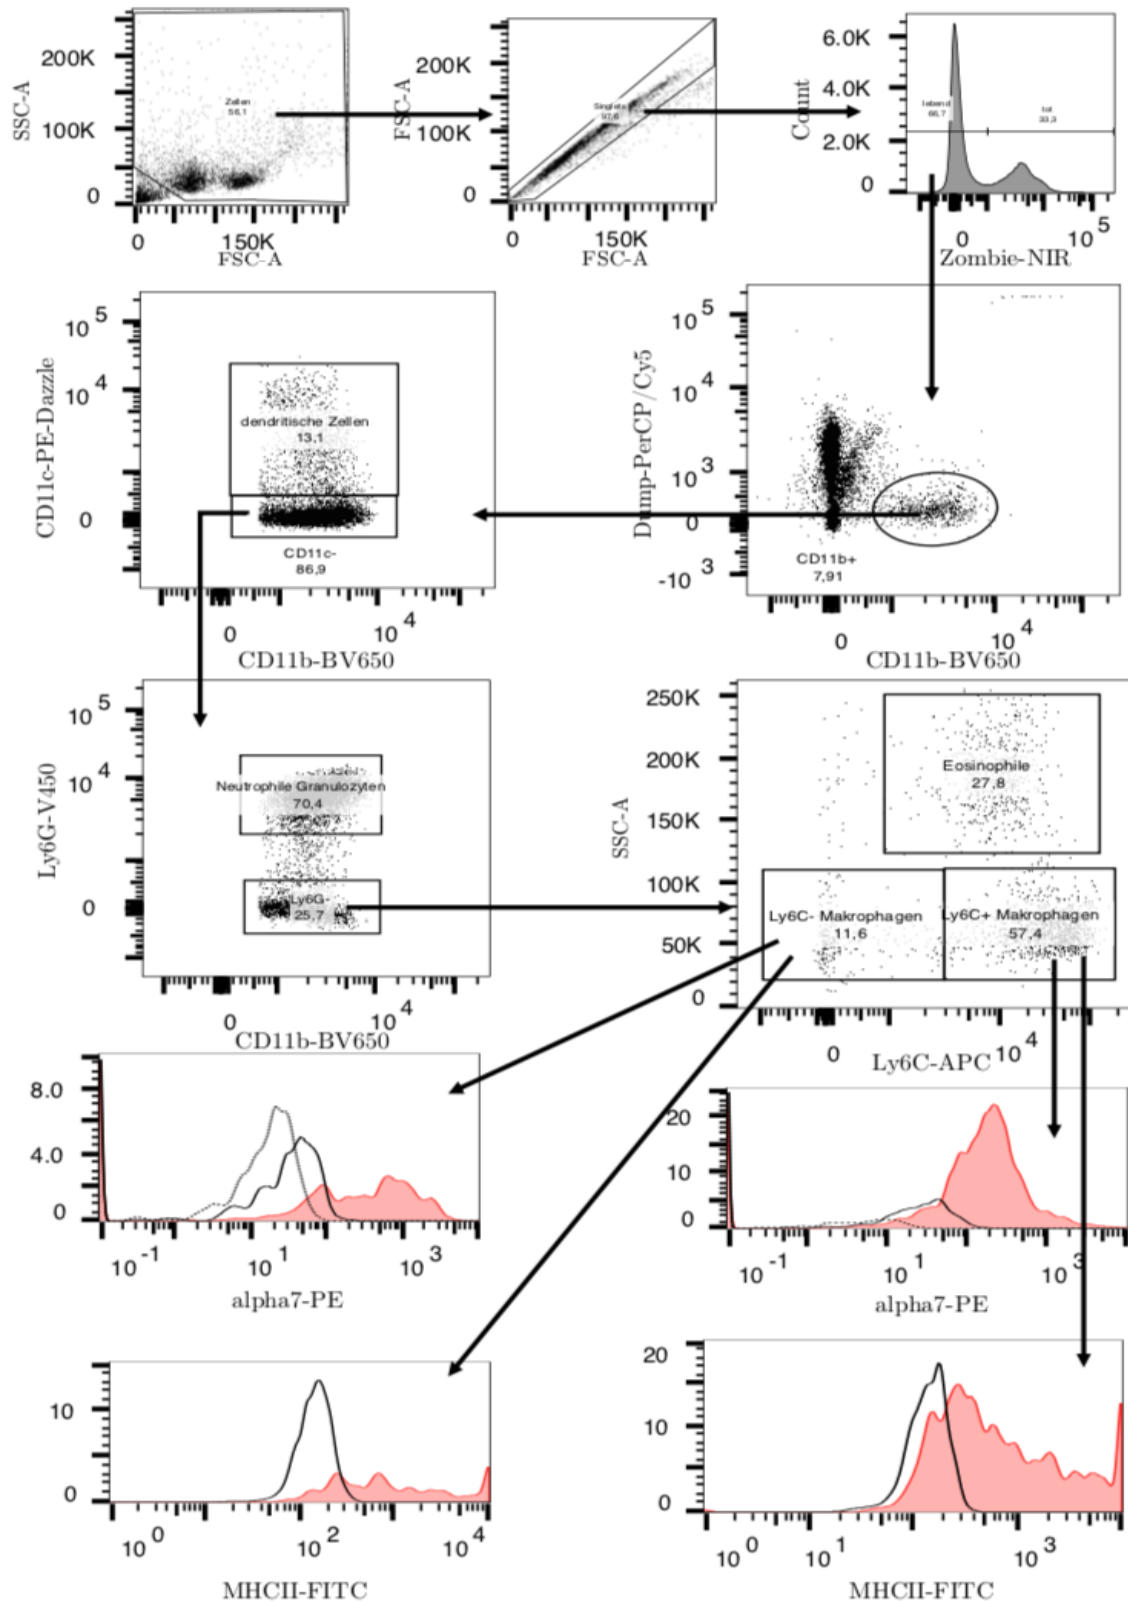 SSC-A
200K
100K
0
Zellen
56,1
0 150K
FSC-A
FSC-A
200K
100K
0
Singlets
97,6
0 150K
FSC-A
Count
6.0K
4.0K
2.0K
0
lebend
66,7
tot
33,3
0 10 5
Zombie-NIR
CD11c-PE-Dazzle
10 5
10 4
0
dendritische Zellen
13,1
CD11c-
86,9
0 10 4
CD11b-BV650
Dump-PerCP/Cy5
10 5
10 4
10 3
0
-10 3
CD11b+
7,91
0 10 4
CD11b-BV650
Ly6G-V450
10 5
10 4
0
Neutrophile Granulozyten
70,4
Ly6G-
25,7
0 10 4
CD11b-BV650
SSC-A
250K
200K
150K
100K
50K
0
Eosinophile
27,8
Ly6C- Makrophagen
11,6
Ly6C+ Makrophagen
57,4
0 10 4
Ly6C-APC
8.0
4.0
0
10 -1 10 1 10 3
alpha7-PE
20
10
0
10 -1 10 1 10 3
alpha7-PE
10
0
10 0 10 2 10 4
MHCII-FITC
20
10
0
10 0 10 1 10 3
MHCII-FITC